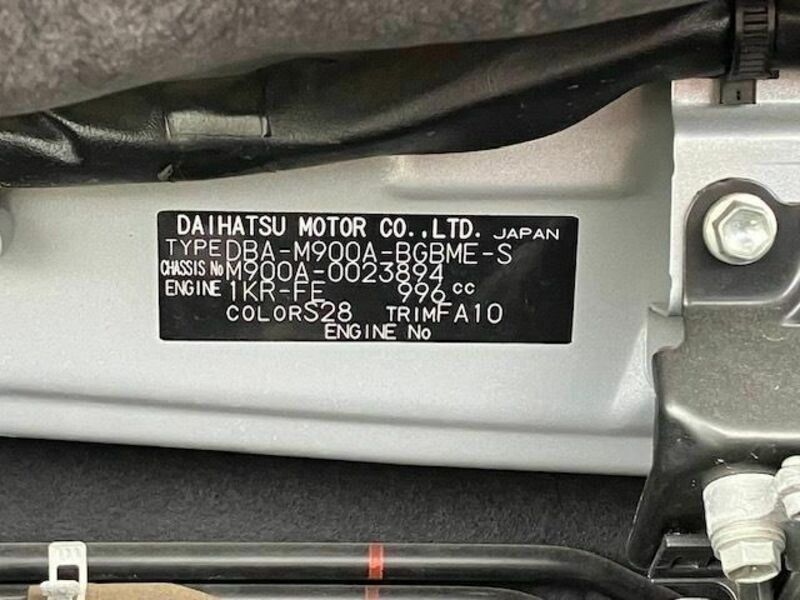 DAIHATSU MOTOR CO.,LTD. JAPAN
TYPE DBA-M900A-BGBME-S
CHASSIS No M900A-0023894
ENGINE 1KR-FE 996 cc
COLOR S28 TRIM FA10
ENGINE No